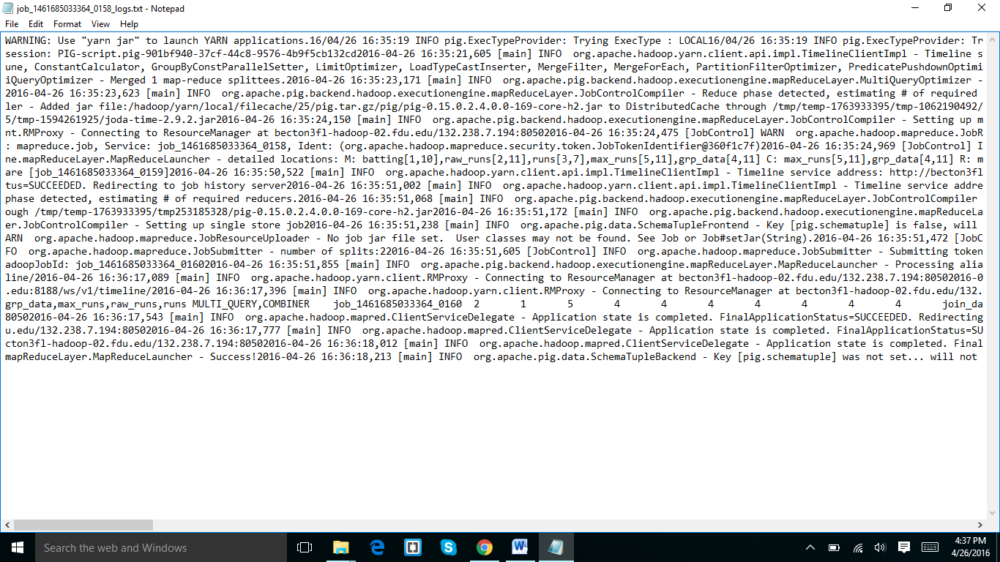 job_1461685033364_0158_logs.txt - Notepad
File Edit Format View Help
WARNING: Use "yarn jar" to launch YARN applications.16/04/26 16:35:19 INFO pig.ExecTypeProvider: Trying ExecType : LOCAL16/04/26 16:35:19 INFO pig.ExecTypeProvider: Tr
session: PIG-script.pig-901bf940-37cf-44c8-9576-4b9f5cb132cd2016-04-26 16:35:21,605 [main] INFO  org.apache.hadoop.yarn.client.api.impl.TimelineClientImpl - Timeline s
une, ConstantCalculator, GroupByConstParallelSetter, LimitOptimizer, LoadTypeCastInserter, MergeFilter, MergeForEach, PartitionFilterOptimizer, PredicatePushdownOptimi
iQueryOptimizer - Merged 1 map-reduce splittees.2016-04-26 16:35:23,171 [main] INFO  org.apache.pig.backend.hadoop.executionengine.mapReduceLayer.MultiQueryOptimizer -
2016-04-26 16:35:23,623 [main] INFO  org.apache.pig.backend.hadoop.executionengine.mapReduceLayer.JobControlCompiler - Reduce phase detected, estimating # of required
ler - Added jar file:/hadoop/yarn/local/filecache/25/pig.tar.gz/pig/pig-0.15.0.2.4.0.0-169-core-h2.jar to DistributedCache through /tmp/temp-1763933395/tmp-1062190492/
5/tmp-1594261925/joda-time-2.9.2.jar2016-04-26 16:35:24,150 [main] INFO  org.apache.pig.backend.hadoop.executionengine.mapReduceLayer.JobControlCompiler - Setting up m
nt.RMProxy - Connecting to ResourceManager at becton3fl-hadoop-02.fdu.edu/132.238.7.194:80502016-04-26 16:35:24,475 [JobControl] WARN  org.apache.hadoop.mapreduce.JobR
: mapreduce.job, Service: job_1461685033364_0158, Ident: (org.apache.hadoop.mapreduce.security.token.JobTokenIdentifier@360f1c7f)2016-04-26 16:35:24,969 [JobControl] I
ne.mapReduceLayer.MapReduceLauncher - detailed locations: M: batting[1,10],raw_runs[2,11],runs[3,7],max_runs[5,11],grp_data[4,11] C: max_runs[5,11],grp_data[4,11] R: m
are [job_1461685033364_0159]2016-04-26 16:35:50,522 [main] INFO  org.apache.hadoop.yarn.client.api.impl.TimelineClientImpl - Timeline service address: http://becton3fl
tus=SUCCEEDED. Redirecting to job history server2016-04-26 16:35:51,002 [main] INFO  org.apache.hadoop.yarn.client.api.impl.TimelineClientImpl - Timeline service addre
phase detected, estimating # of required reducers.2016-04-26 16:35:51,068 [main] INFO  org.apache.pig.backend.hadoop.executionengine.mapReduceLayer.JobControlCompiler
ough /tmp/temp-1763933395/tmp253185328/pig-0.15.0.2.4.0.0-169-core-h2.jar2016-04-26 16:35:51,172 [main] INFO  org.apache.pig.backend.hadoop.executionengine.mapReduceLa
er.JobControlCompiler - Setting up single store job2016-04-26 16:35:51,238 [main] INFO  org.apache.pig.data.SchemaTupleFrontend - Key [pig.schematuple] is false, will
ARN  org.apache.hadoop.mapreduce.JobResourceUploader - No job jar file set.  User classes may not be found. See Job or Job#setJar(String).2016-04-26 16:35:51,472 [JobC
FO  org.apache.hadoop.mapreduce.JobSubmitter - number of splits:22016-04-26 16:35:51,605 [JobControl] INFO  org.apache.hadoop.mapreduce.JobSubmitter - Submitting token
adoopJobId: job_1461685033364_01602016-04-26 16:35:51,855 [main] INFO  org.apache.pig.backend.hadoop.executionengine.mapReduceLayer.MapReduceLauncher - Processing alia
line/2016-04-26 16:36:17,089 [main] INFO  org.apache.hadoop.yarn.client.RMProxy - Connecting to ResourceManager at becton3fl-hadoop-02.fdu.edu/132.238.7.194:80502016-0
.edu:8188/ws/v1/timeline/2016-04-26 16:36:17,396 [main] INFO  org.apache.hadoop.yarn.client.RMProxy - Connecting to ResourceManager at becton3fl-hadoop-02.fdu.edu/132.
grp_data,max_runs,raw_runs,runs MULTI_QUERY,COMBINER    job_1461685033364_0160  2       1       5       4       4       4       4       4       4       4       join_da
80502016-04-26 16:36:17,543 [main] INFO  org.apache.hadoop.mapred.ClientServiceDelegate - Application state is completed. FinalApplicationStatus=SUCCEEDED. Redirecting
u.edu/132.238.7.194:80502016-04-26 16:36:17,777 [main] INFO  org.apache.hadoop.mapred.ClientServiceDelegate - Application state is completed. FinalApplicationStatus=SU
cton3fl-hadoop-02.fdu.edu/132.238.7.194:80502016-04-26 16:36:18,012 [main] INFO  org.apache.hadoop.mapred.ClientServiceDelegate - Application state is completed. Final
mapReduceLayer.MapReduceLauncher - Success!2016-04-26 16:36:18,213 [main] INFO  org.apache.pig.data.SchemaTupleBackend - Key [pig.schematuple] was not set... will not
Search the web and Windows
4:37 PM
4/26/2016